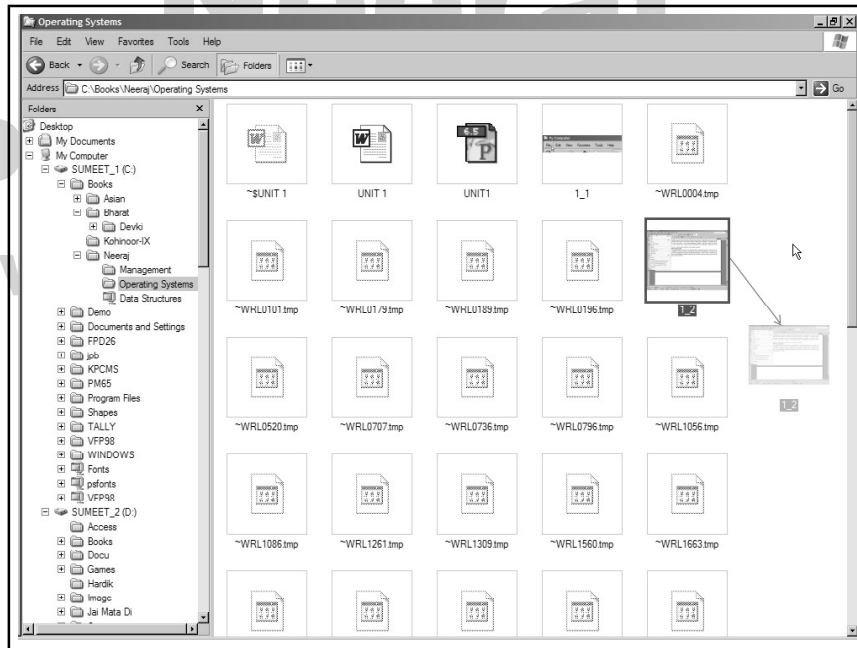 Neeraj
Operating Systems
File Edit View Favorites Tools Help
Back Search Folders
Address C:\Books\Neeraj\Operating Systems Go
Folders
Desktop
My Documents
My Computer
SUMEET_1 (C:)
Books
Asian
Bharat
Devki
Kohinoor-IX
Neeraj
Management
Operating Systems
Data Structures
Demo
Documents and Settings
FPD26
jpb
KPCMS
PM65
Program Files
Shapes
TALLY
VFP98
WINDOWS
Fonts
psfonts
VFP98
SUMEET_2 (D:)
Access
Books
Docu
Games
Hardik
Image
Jai Mata Di
~$UNIT 1 UNIT 1 UNIT1 1_1 ~WRL0004.tmp
~WRL0101.tmp ~WRL0179.tmp ~WRL0189.tmp ~WRL0196.tmp 1_2
1_2
~WRL0520.tmp ~WRL0707.tmp ~WRL0736.tmp ~WRL0796.tmp ~WRL1056.tmp
~WRL1086.tmp ~WRL1261.tmp ~WRL1309.tmp ~WRL1560.tmp ~WRL1663.tmp